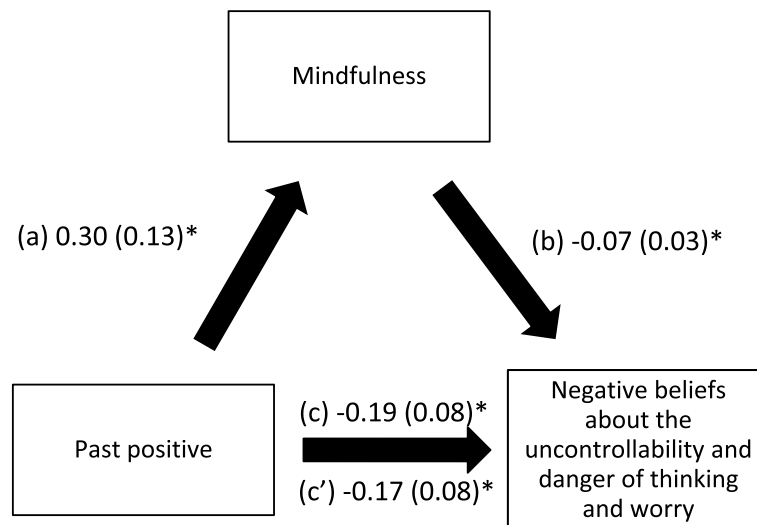 Mindfulness
(a) 0.30 (0.13)*
(b) -0.07 (0.03)*
Past positive
(c) -0.19 (0.08)*
(c’) -0.17 (0.08)*
Negative beliefs
about the
uncontrollability and
danger of thinking
and worry